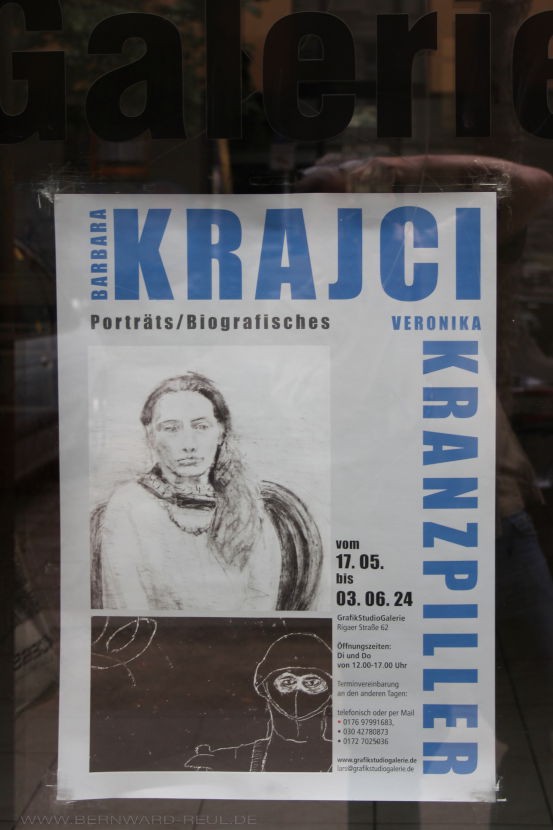 Galerie
BARBARA
KRAJCI
Porträts/Biografisches
VERONIKA
KRANZPILLER
vom
17. 05.
bis
03. 06. 24
GrafikStudioGalerie
Rigaer Straße 62
Öffnungszeiten:
Di und Do
von 12.00-17.00 Uhr
Terminvereinbarung
an den anderen Tagen:
telefonisch oder per Mail
• 0176 97991683,
• 030 42780873
• 0172 7025036
www.grafikstudiogalerie.de
lars@grafikstudiogalerie.de
WWW.BERNWARD-REUL.DE